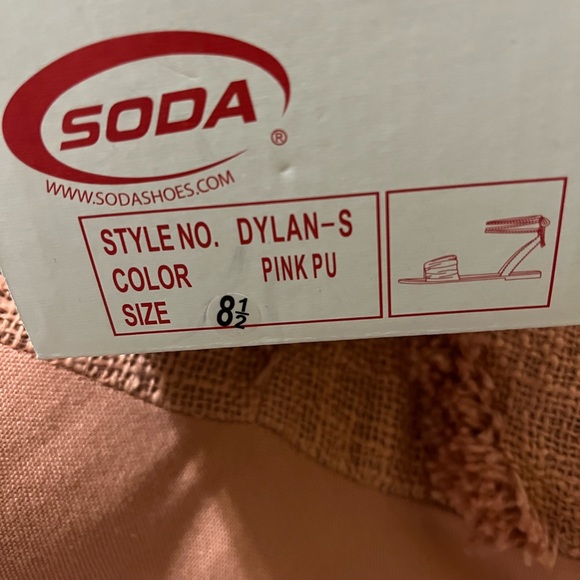 SODA®
WWW.SODASHOES.COM
STYLE NO. DYLAN-S
COLOR PINK PU
SIZE 8½